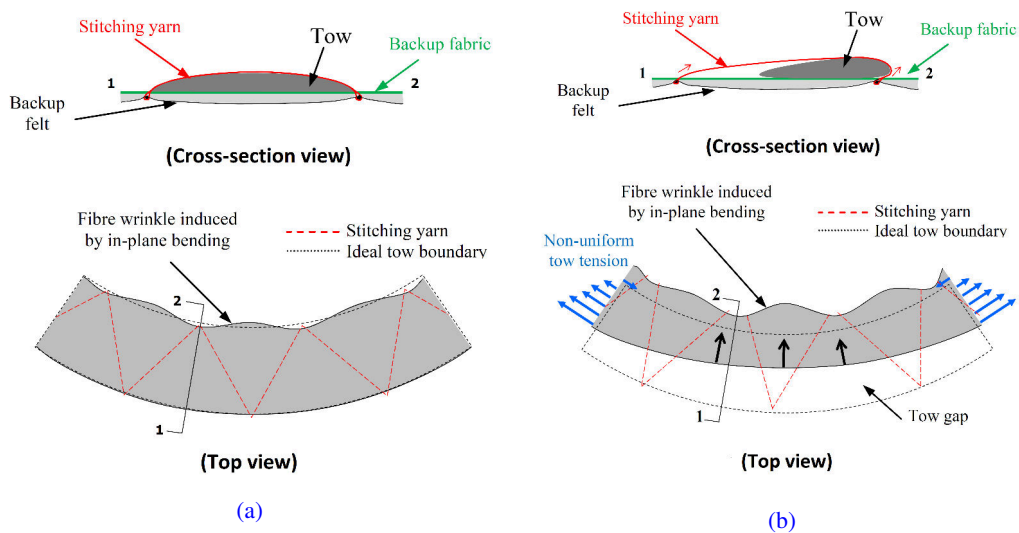 Stitching yarn
Tow
Backup fabric
1
2
Backup
felt
(Cross-section view)
Fibre wrinkle induced
by in-plane bending
Stitching yarn
Ideal tow boundary
2
1
(Top view)
(a)
Stitching yarn
Tow
Backup fabric
1
2
Backup
felt
(Cross-section view)
Fibre wrinkle induced
by in-plane bending
Stitching yarn
Ideal tow boundary
Non-uniform
tow tension
2
1
Tow gap
(Top view)
(b)